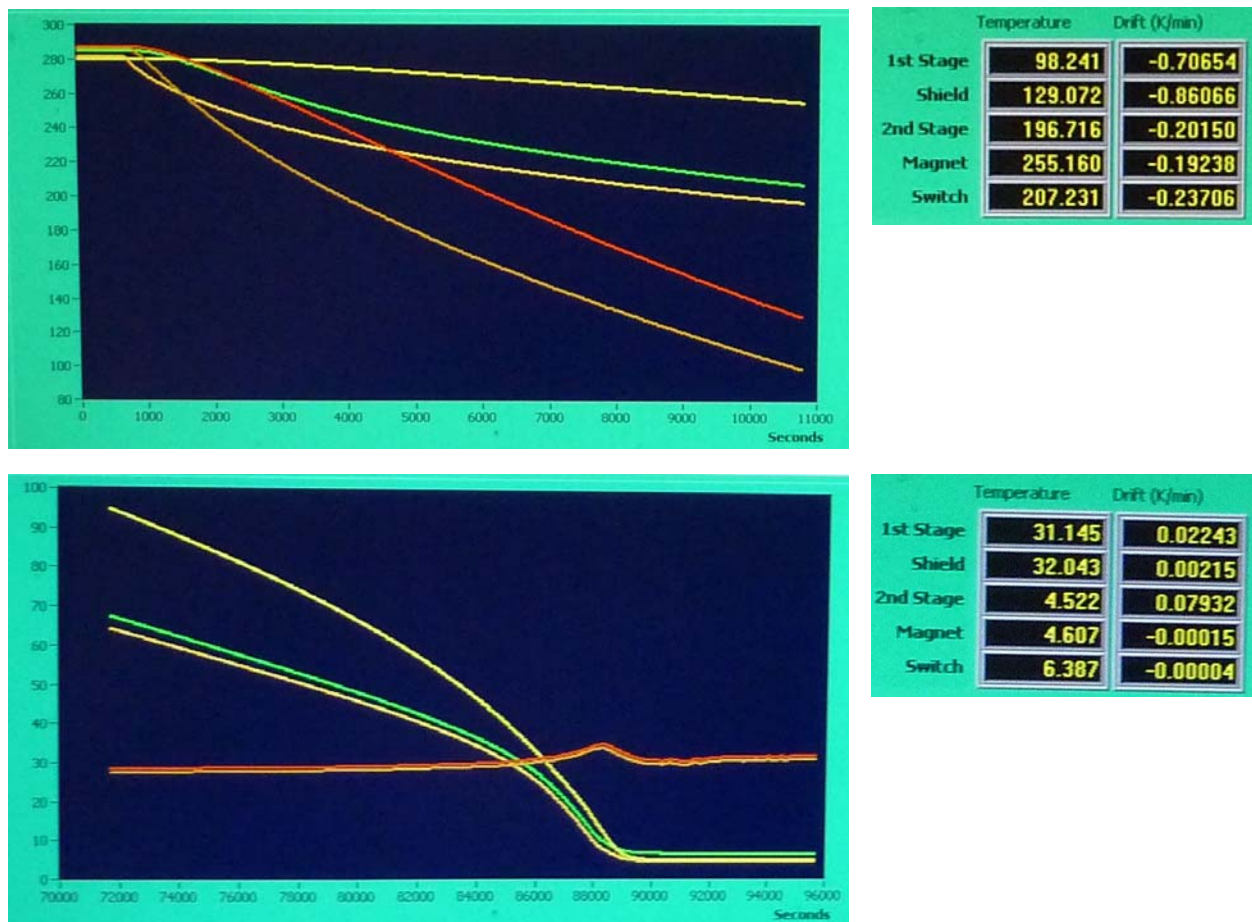 300
280
260
240
220
200
180
160
140
120
100
80
0 1000 2000 3000 4000 5000 6000 7000 8000 9000 10000 11000
Seconds
Temperature Drift (K/min)
1st Stage 98.241 -0.70654
Shield 129.072 -0.86066
2nd Stage 196.716 -0.20150
Magnet 255.160 -0.19238
Switch 207.231 -0.23706
100
90
80
70
60
50
40
30
20
10
0
70000 72000 74000 76000 78000 80000 82000 84000 86000 88000 90000 92000 94000 96000
Seconds
Temperature Drift (K/min)
1st Stage 31.145 0.02243
Shield 32.043 0.00215
2nd Stage 4.522 0.07932
Magnet 4.607 -0.00015
Switch 6.387 -0.00004